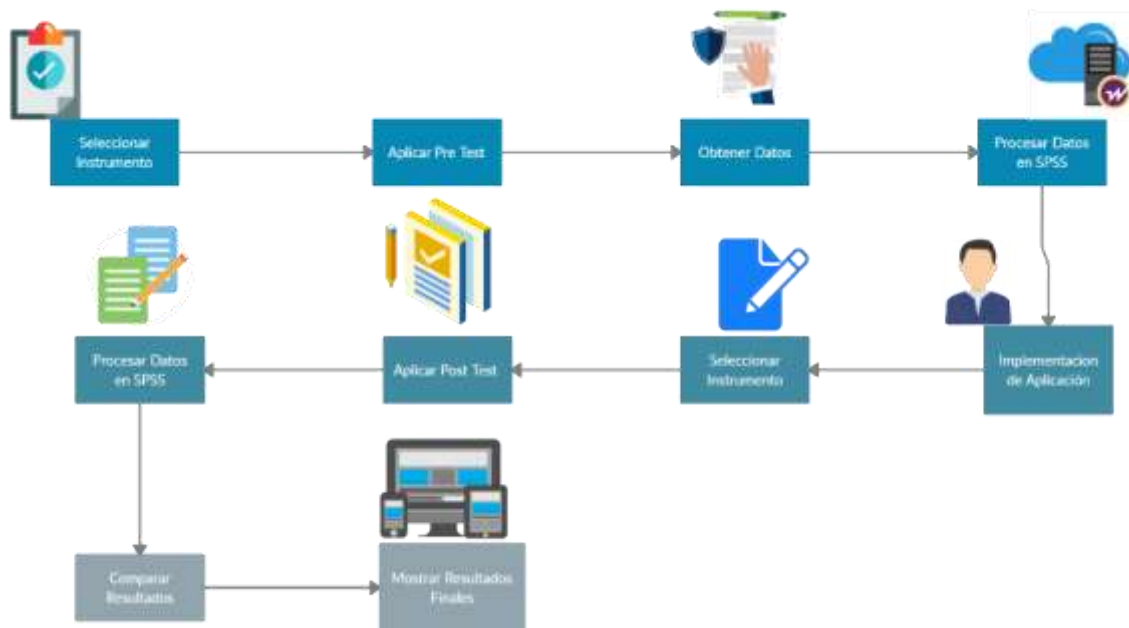 Seleccionar
Instrumento
Aplicar Pre Test
Obtener Datos
Procesar Datos
en SPSS
Implementacion
de Aplicación
Seleccionar
Instrumento
Aplicar Post Test
Procesar Datos
en SPSS
Comparar
Resultados
Mostrar Resultados
Finales